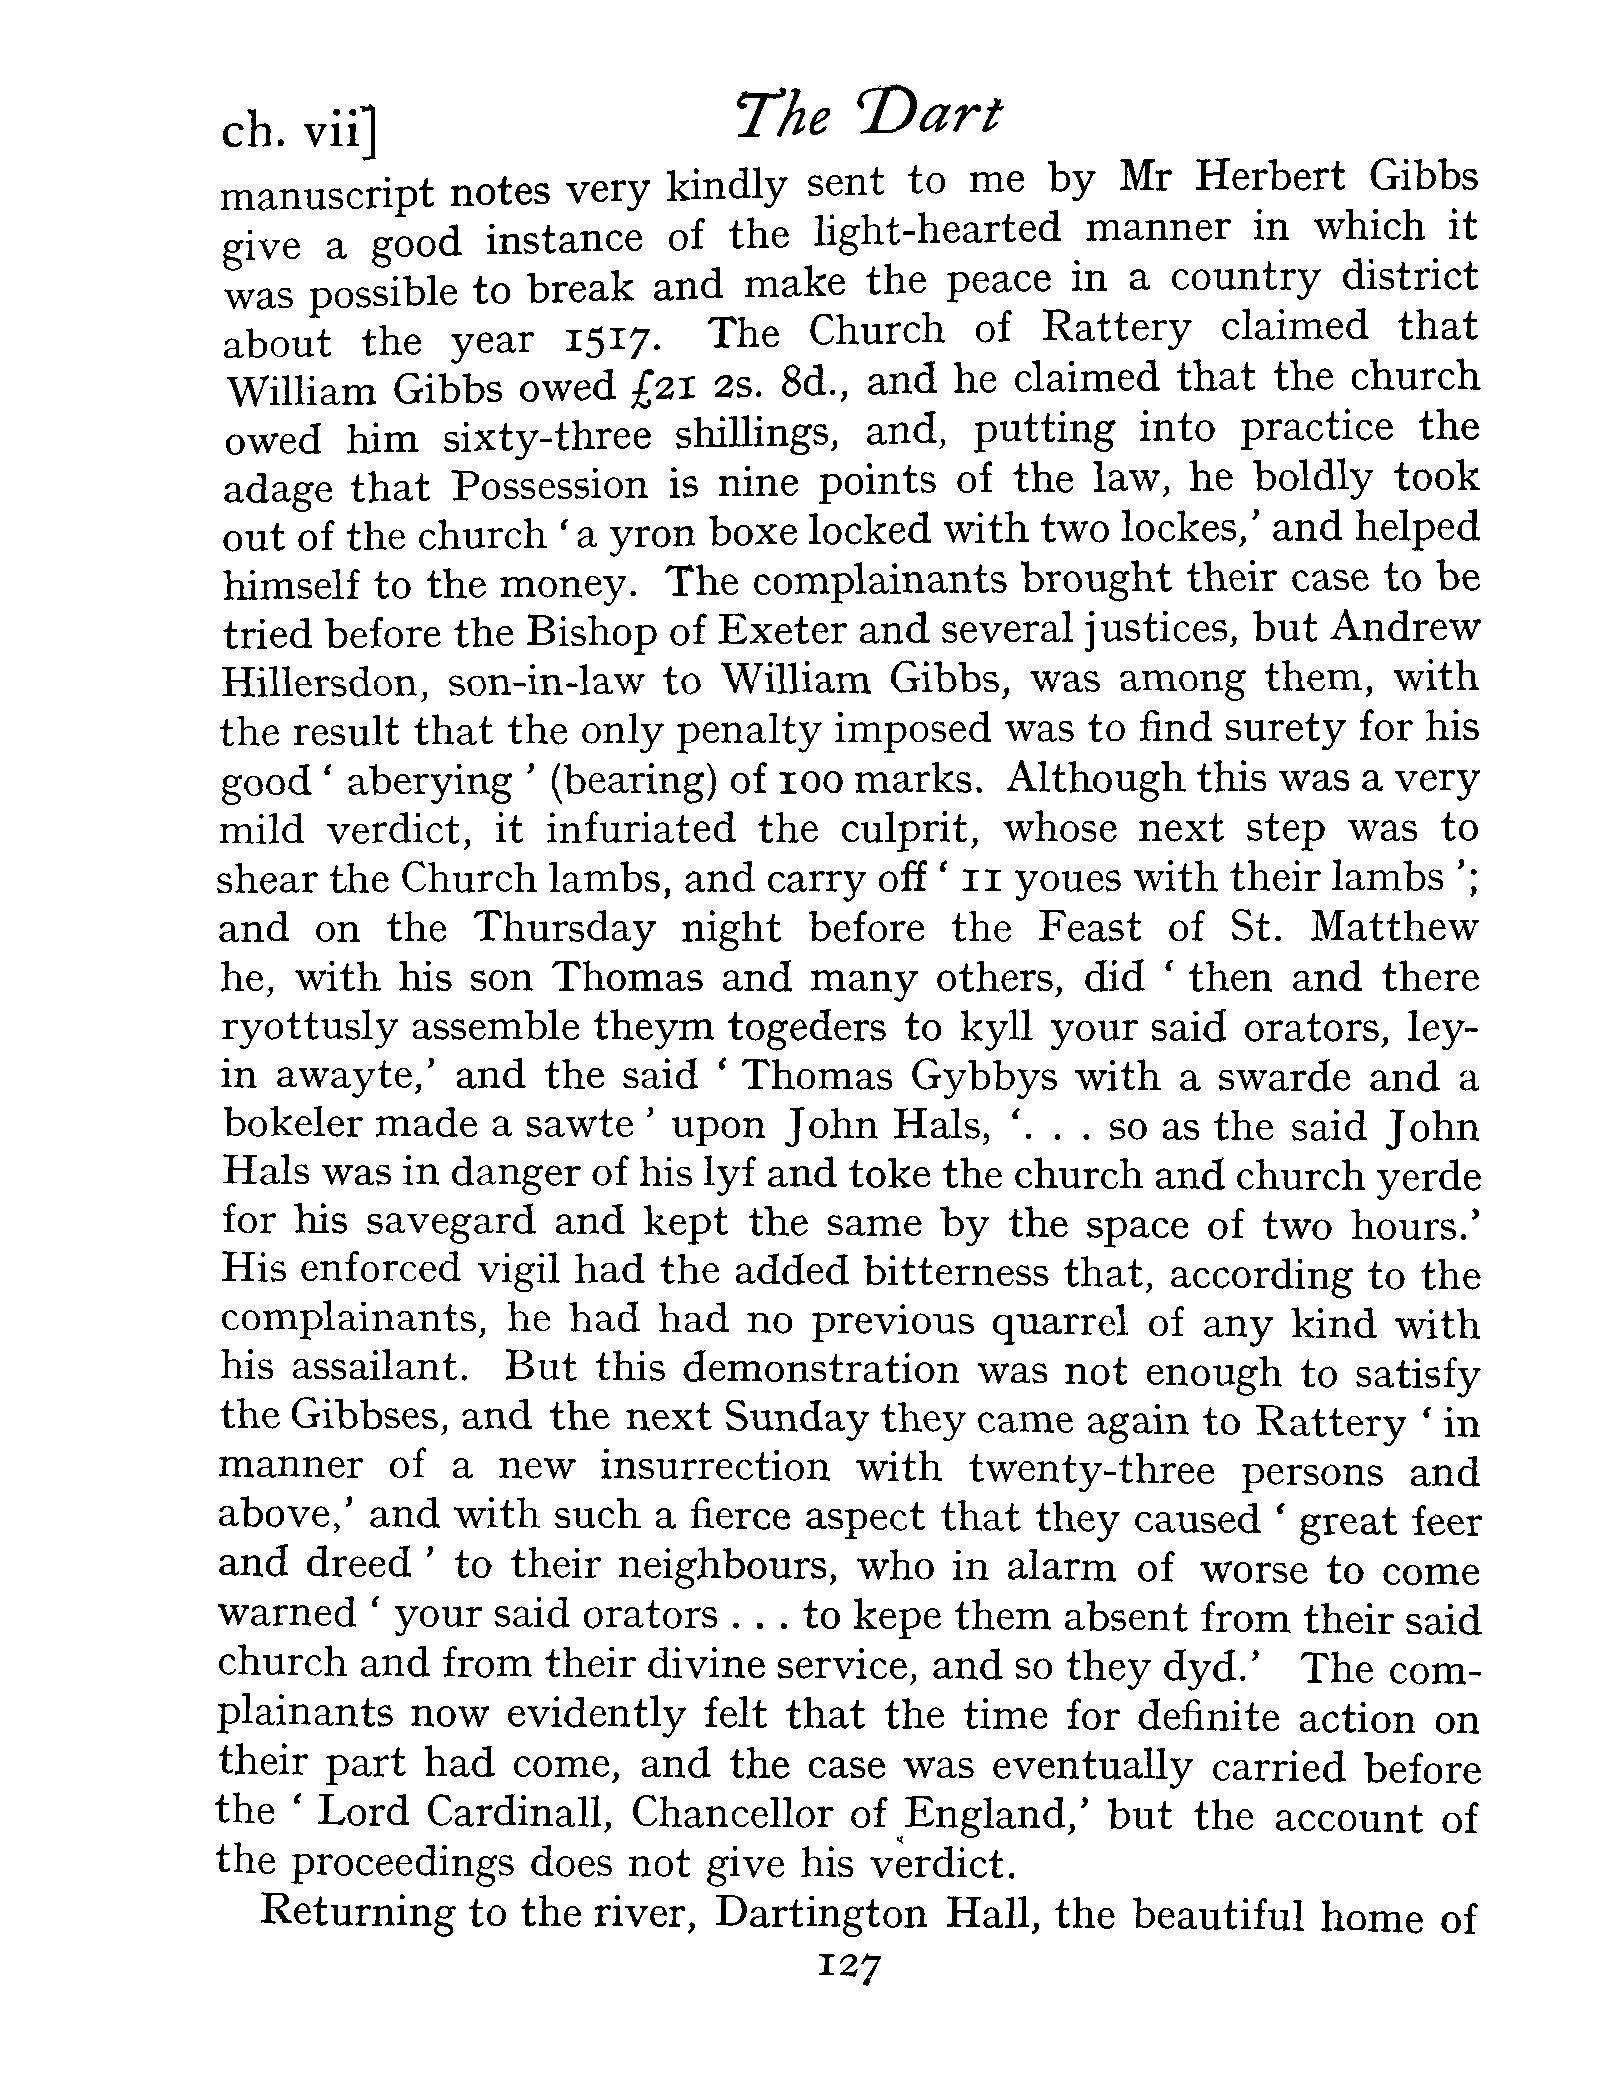 ch. vii]
The Dart
manuscript notes very kindly sent to me by Mr Herbert Gibbs
give a good instance of the light-hearted manner in which it
was possible to break and make the peace in a country district
about the year 1517. The Church of Rattery claimed that
William Gibbs owed £21 2s. 8d., and he claimed that the church
owed him sixty-three shillings, and, putting into practice the
adage that Possession is nine points of the law, he boldly took
out of the church ‘ a yron boxe locked with two lockes,’ and helped
himself to the money. The complainants brought their case to be
tried before the Bishop of Exeter and several justices, but Andrew
Hillersdon, son-in-law to William Gibbs, was among them, with
the result that the only penalty imposed was to find surety for his
good ‘ aberying ’ (bearing) of 100 marks. Although this was a very
mild verdict, it infuriated the culprit, whose next step was to
shear the Church lambs, and carry off ‘ 11 youes with their lambs ’;
and on the Thursday night before the Feast of St. Matthew
he, with his son Thomas and many others, did ‘ then and there
ryottusly assemble theym togeders to kyll your said orators, ley-
in awayte,’ and the said ‘ Thomas Gybbys with a swarde and a
bokeler made a sawte ’ upon John Hals, ‘. . . so as the said John
Hals was in danger of his lyf and toke the church and church yerde
for his savegard and kept the same by the space of two hours.’
His enforced vigil had the added bitterness that, according to the
complainants, he had had no previous quarrel of any kind with
his assailant. But this demonstration was not enough to satisfy
the Gibbses, and the next Sunday they came again to Rattery ‘ in
manner of a new insurrection with twenty-three persons and
above,’ and with such a fierce aspect that they caused ‘ great feer
and dreed ’ to their neighbours, who in alarm of worse to come
warned ‘ your said orators . . . to kepe them absent from their said
church and from their divine service, and so they dyd.’ The com-
plainants now evidently felt that the time for definite action on
their part had come, and the case was eventually carried before
the ‘ Lord Cardinall, Chancellor of England,’ but the account of
the proceedings does not give his verdict.
Returning to the river, Dartington Hall, the beautiful home of
127